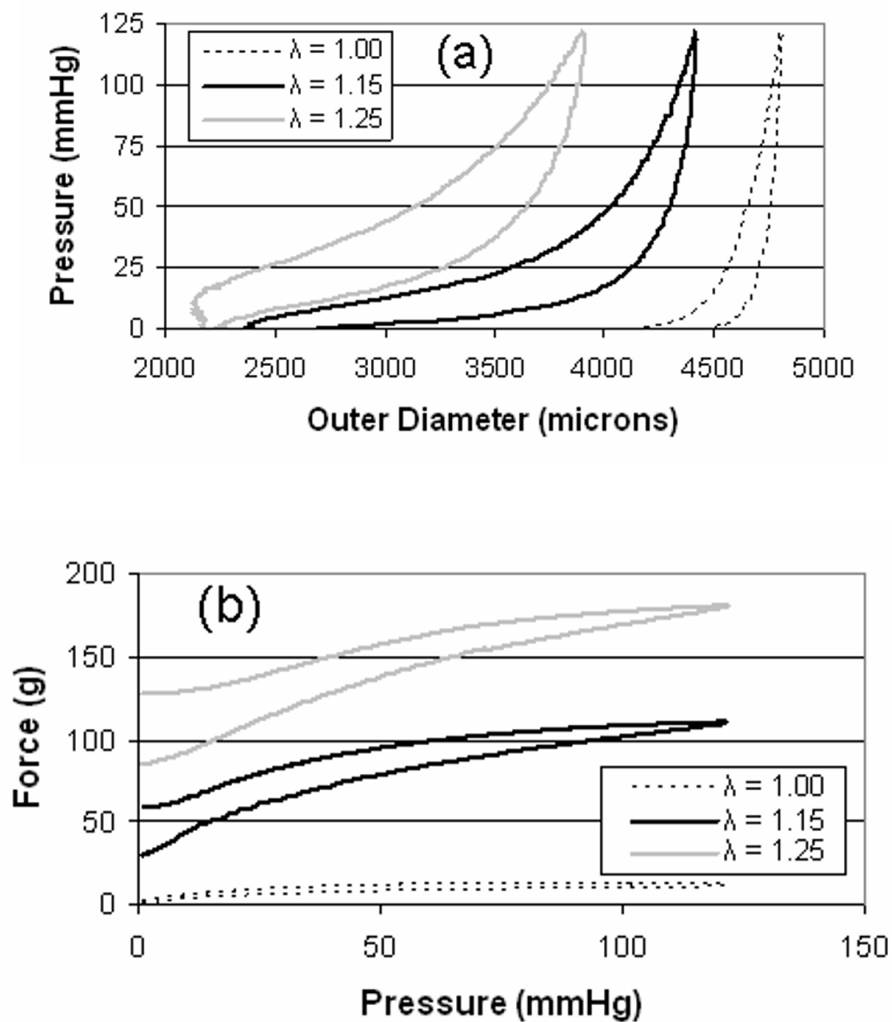 (a)
λ = 1.00
λ = 1.15
λ = 1.25
Pressure (mmHg)
125
100
75
50
25
0
2000 2500 3000 3500 4000 4500 5000
Outer Diameter (microns)
(b)
Force (g)
200
150
100
50
0
λ = 1.00
λ = 1.15
λ = 1.25
0 50 100 150
Pressure (mmHg)